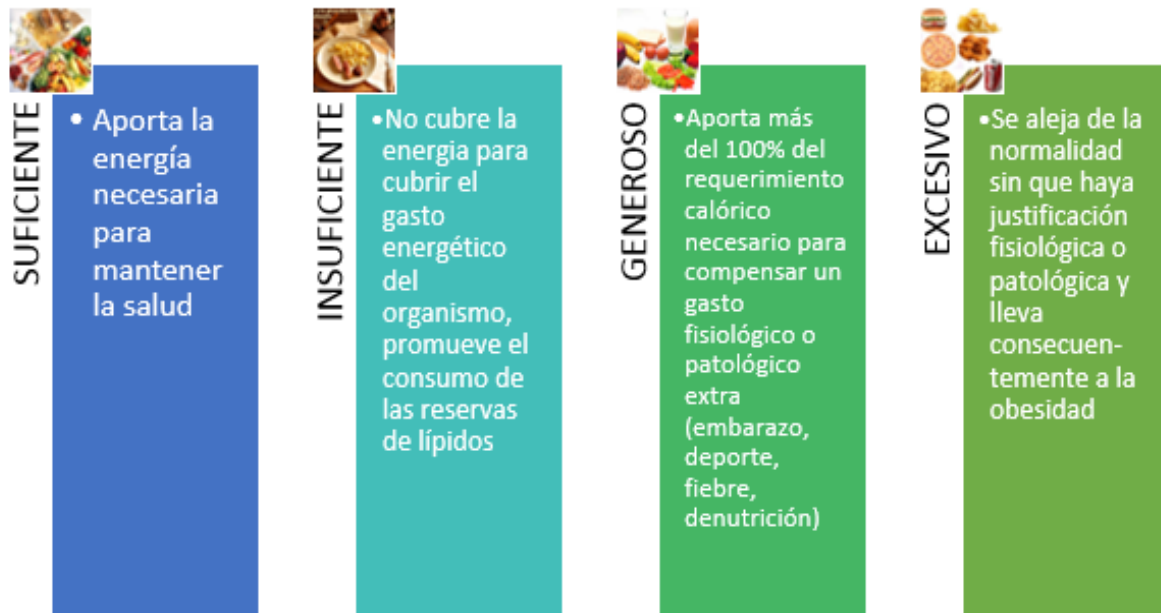 SUFICIENTE
• Aporta la
energía
necesaria
para
mantener
la salud
INSUFICIENTE
•No cubre la
energia para
cubrir el
gasto
energético
del
organismo,
promueve el
consumo de
las reservas
de lípidos
GENEROSO
•Aporta más
del 100% del
requerimiento
calórico
necesario para
compensar un
gasto
fisiológico o
patológico
extra
(embarazo,
deporte,
fiebre,
denutrición)
EXCESIVO
•Se aleja de la
normalidad
sin que haya
justificación
fisiológica o
patológica y
lleva
consecuen-
temente a la
obesidad